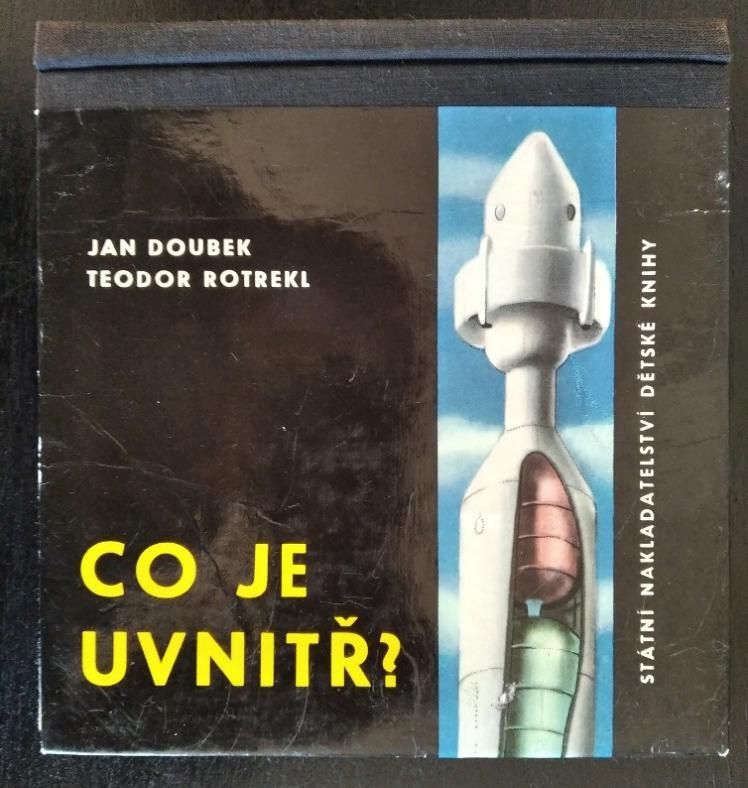 JAN DOUBEK
TEODOR ROTREKL
CO JE
UVNITŘ?
STÁTNÍ NAKLADATELSTVÍ DĚTSKÉ KNIHY